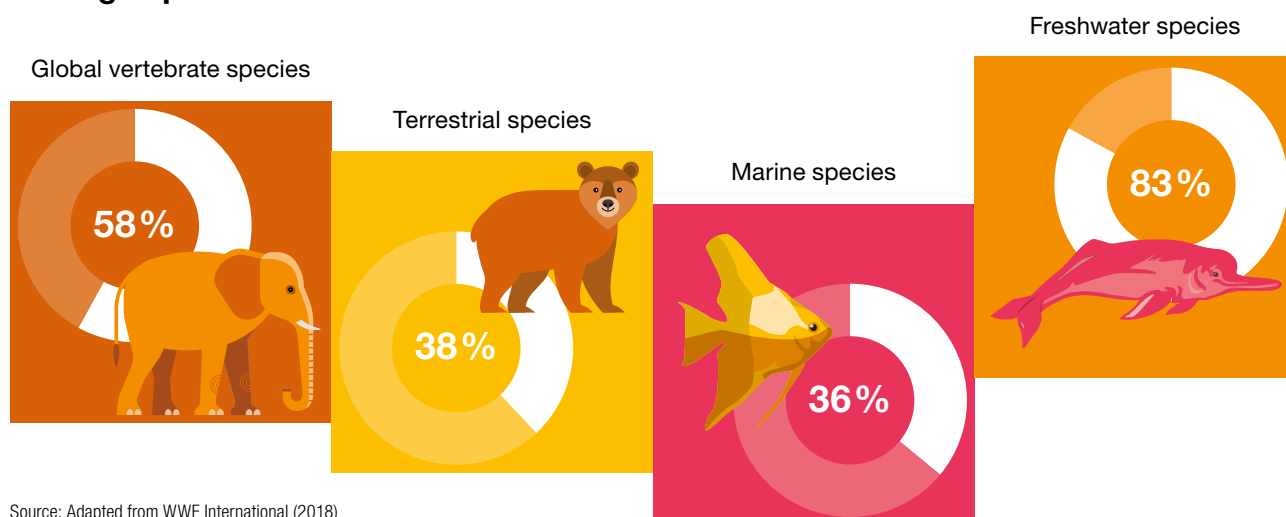 Global vertebrate species
58 %
Terrestrial species
38 %
Marine species
36 %
Freshwater species
83 %
Source: Adapted from WWF International (2018)